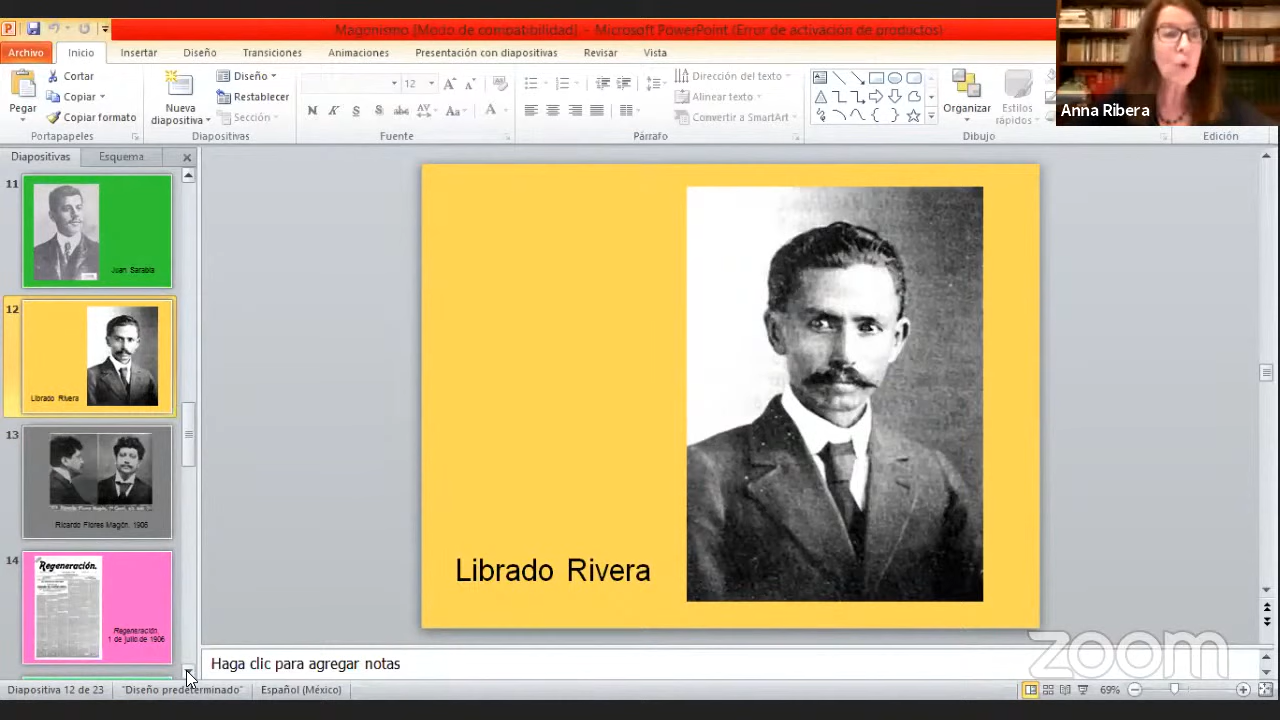 Magonismo [Modo de compatibilidad] - Microsoft PowerPoint (Error de activación de productos)
Archivo Inicio Insertar Diseño Transiciones Animaciones Presentación con diapositivas Revisar Vista
Pegar
Cortar
Copiar
Copiar formato
Portapapeles
Nueva diapositiva
Diseño
Restablecer
Sección
Diapositivas
12
N K S S abc AV Aa A
Fuente
Párrafo
Dirección del texto
Alinear texto
Convertir a SmartArt
Organizar
Estilos rápidos
Dibujo
Edición
Anna Ribera
Diapositivas Esquema
11
Juan Sarabia
12
Librado Rivera
13
Ricardo Flores Magón, 1906
14
Regeneración.
Regeneración,
1 de julio de 1906
Librado Rivera
Haga clic para agregar notas
zoom
Diapositiva 12 de 23 "Diseño predeterminado" Español (México) 69%